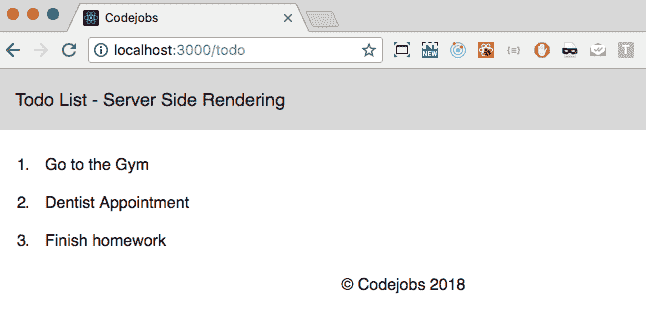 Codejobs
localhost:3000/todo
NEW
Todo List - Server Side Rendering
1. Go to the Gym
2. Dentist Appointment
3. Finish homework
© Codejobs 2018